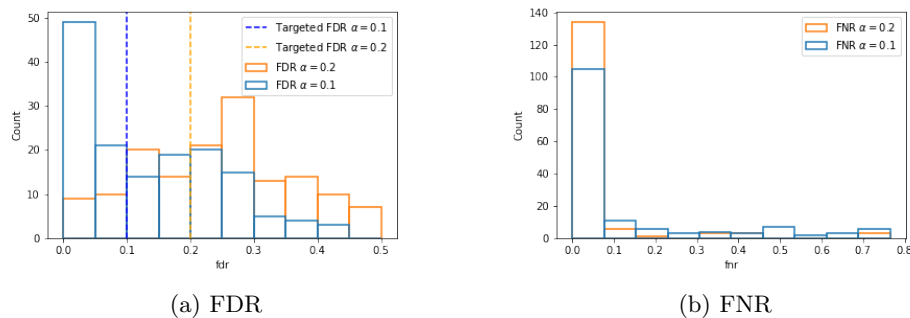 50
40
30
20
10
0
Count
0.0 0.1 0.2 0.3 0.4 0.5
fdr
Targeted FDR α = 0.1
Targeted FDR α = 0.2
FDR α = 0.2
FDR α = 0.1
(a) FDR
140
120
100
80
60
40
20
0
Count
0.0 0.1 0.2 0.3 0.4 0.5 0.6 0.7 0.8
fnr
FNR α = 0.2
FNR α = 0.1
(b) FNR